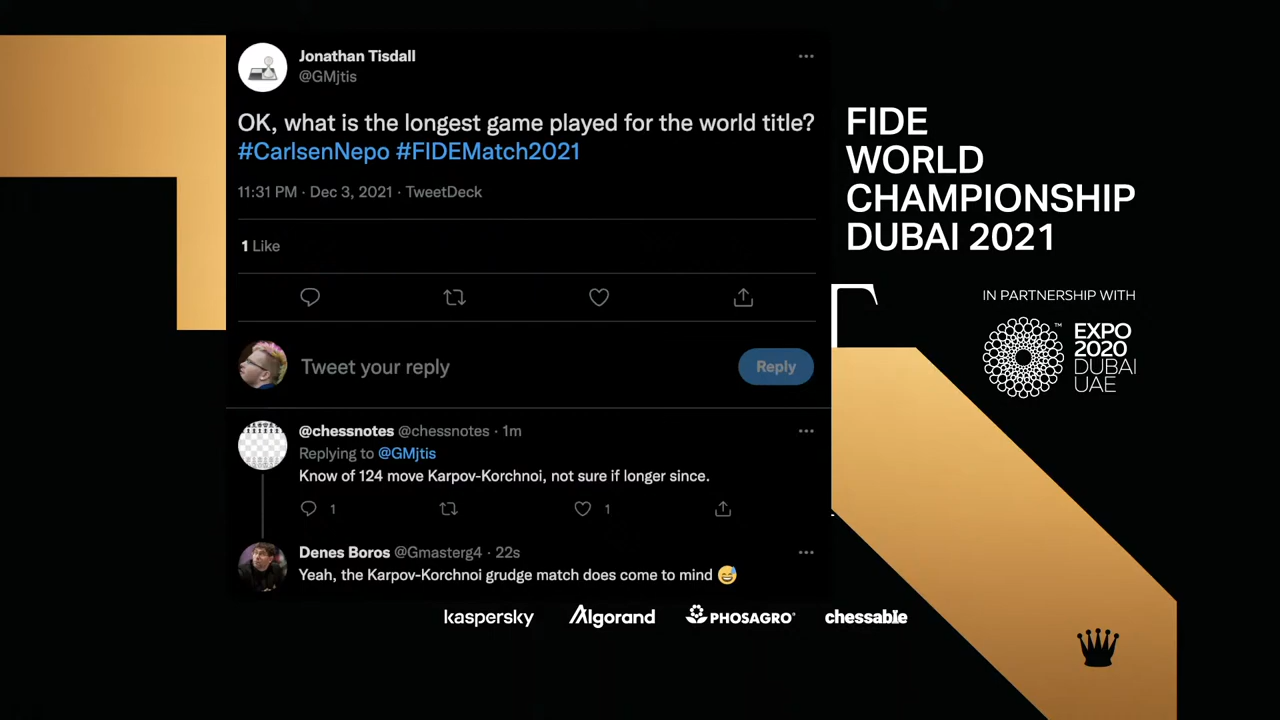 Jonathan Tisdall
@GMjtis
OK, what is the longest game played for the world title?
#CarlsenNepo #FIDEMatch2021
11:31 PM · Dec 3, 2021 · TweetDeck
1 Like
Tweet your reply
Reply
@chessnotes @chessnotes · 1m
Replying to @GMjtis
Know of 124 move Karpov-Korchnoi, not sure if longer since.
1
1
Denes Boros @Gmasterg4 · 22s
Yeah, the Karpov-Korchnoi grudge match does come to mind 😅
FIDE
WORLD
CHAMPIONSHIP
DUBAI 2021
IN PARTNERSHIP WITH
EXPO
2020
DUBAI
UAE
™
kaspersky
Algorand
PHOSAGRO®
chessable